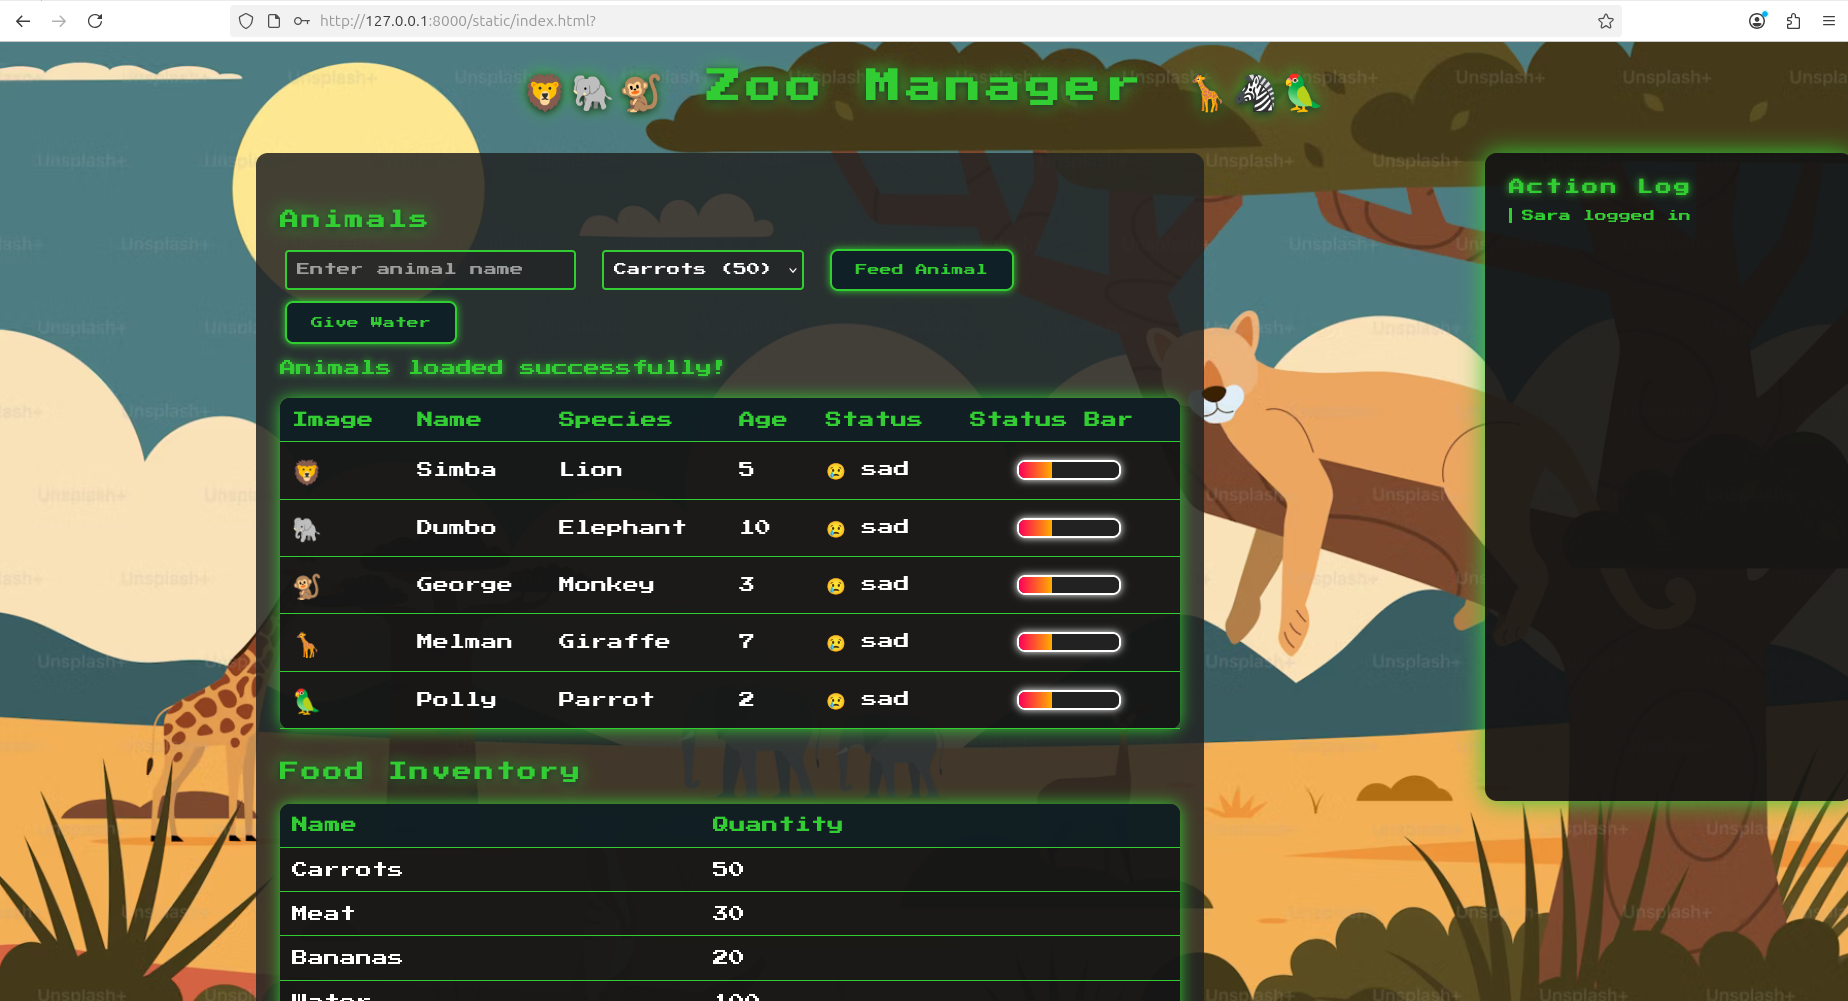 http://127.0.0.1:8000/static/index.html?
Zoo Manager
Animals
Enter animal name
Carrots (50)
Feed Animal
Give Water
Animals loaded successfully!
Image Name Species Age Status Status Bar
Simba Lion 5 sad
Dumbo Elephant 10 sad
George Monkey 3 sad
Melman Giraffe 7 sad
Polly Parrot 2 sad
Food Inventory
Name Quantity
Carrots 50
Meat 30
Bananas 20
Water 100
Action Log
Sara logged in
Unsplash+